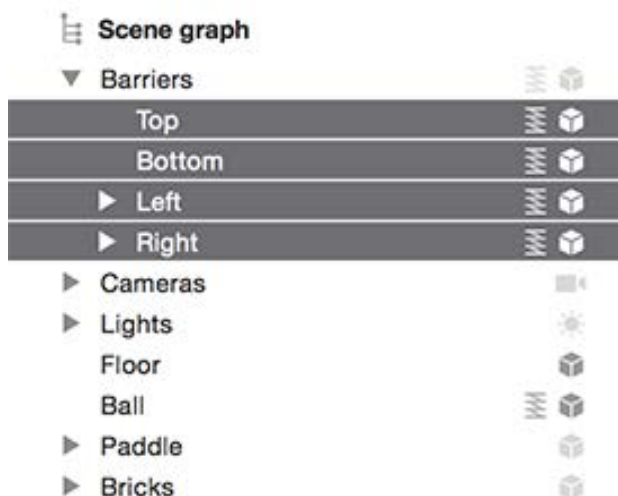 Scene graph
Barriers
Top
Bottom
Left
Right
Cameras
Lights
Floor
Ball
Paddle
Bricks